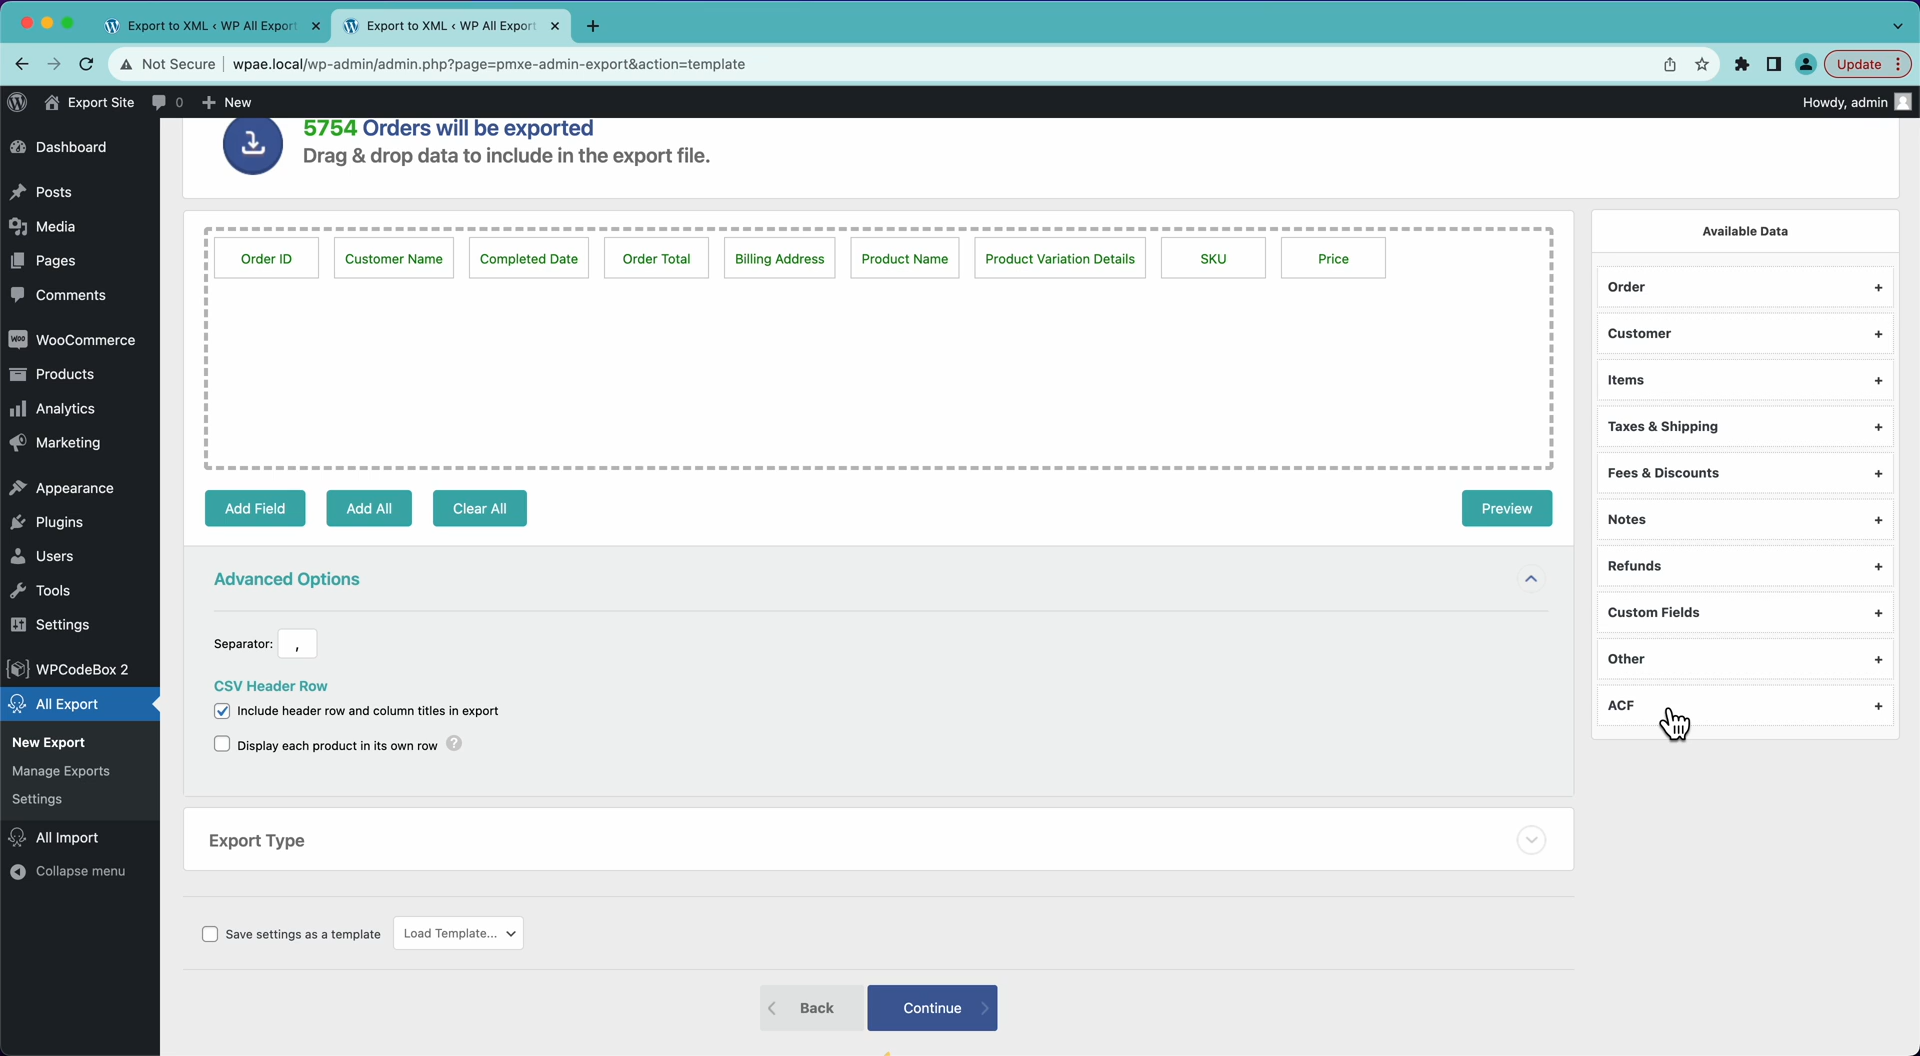 Export to XML ‹ WP All Export
Export to XML ‹ WP All Export
Not Secure
wpae.local/wp-admin/admin.php?page=pmxe-admin-export&action=template
Update
Export Site
0
New
Howdy, admin
Dashboard
Posts
Media
Pages
Comments
WooCommerce
Products
Analytics
Marketing
Appearance
Plugins
Users
Tools
Settings
WPCodeBox 2
All Export
New Export
Manage Exports
Settings
All Import
Collapse menu
5754 Orders will be exported
Drag & drop data to include in the export file.
Order ID
Customer Name
Completed Date
Order Total
Billing Address
Product Name
Product Variation Details
SKU
Price
Add Field
Add All
Clear All
Preview
Advanced Options
Separator: ,
CSV Header Row
Include header row and column titles in export
Display each product in its own row ?
Export Type
Save settings as a template
Load Template...
Back
Continue
Available Data
Order +
Customer +
Items +
Taxes & Shipping +
Fees & Discounts +
Notes +
Refunds +
Custom Fields +
Other +
ACF +